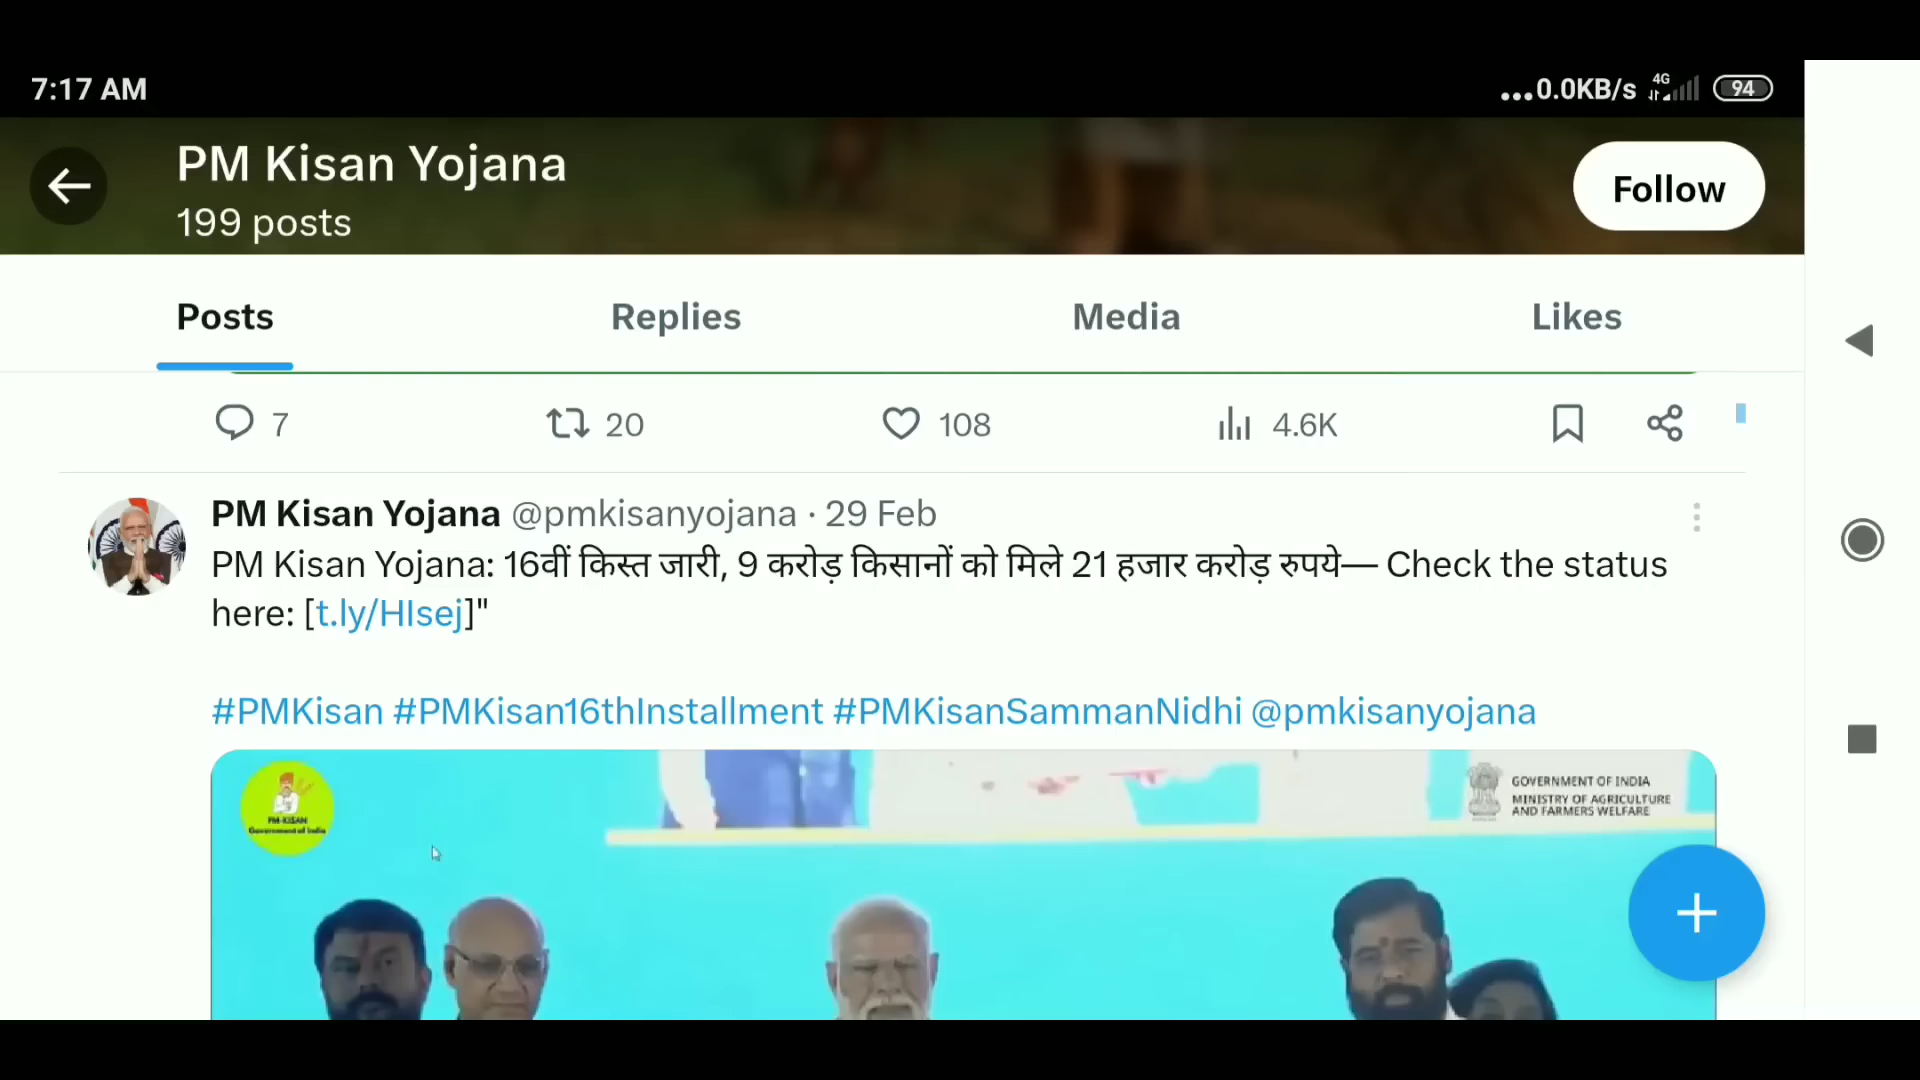 7:17 AM
...0.0KB/s 4G 94
PM Kisan Yojana
199 posts
Follow
Posts Replies Media Likes
7 20 108 4.6K
PM Kisan Yojana @pmkisanyojana · 29 Feb
PM Kisan Yojana: 16वीं किस्त जारी, 9 करोड़ किसानों को मिले 21 हजार करोड़ रुपये— Check the status
here: [t.ly/HIsej]"
#PMKisan #PMKisan16thInstallment #PMKisanSammanNidhi @pmkisanyojana
PM-KISAN
Government of India
GOVERNMENT OF INDIA
MINISTRY OF AGRICULTURE
AND FARMERS WELFARE